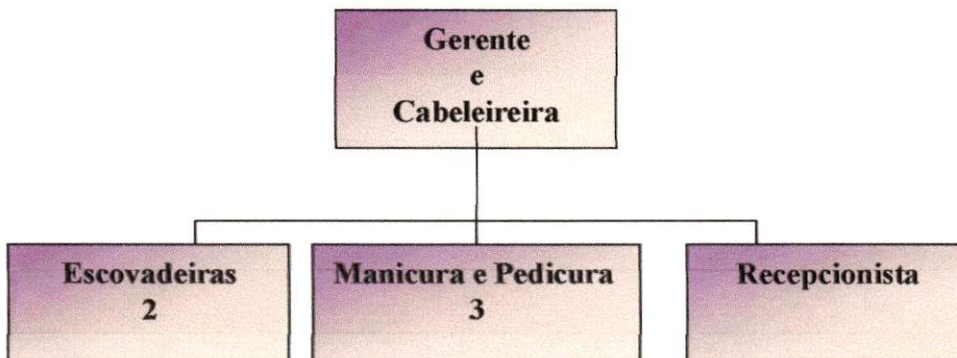 Gerente
e
Cabeleireira
Escovadeiras
2
Manicura e Pedicura
3
Recepcionista